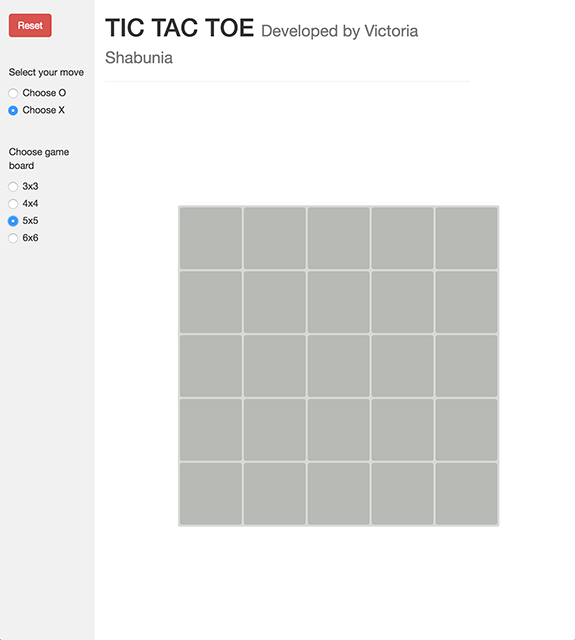 Reset
TIC TAC TOE Developed by Victoria
Shabunia
Select your move
Choose O
Choose X
Choose game
board
3x3
4x4
5x5
6x6